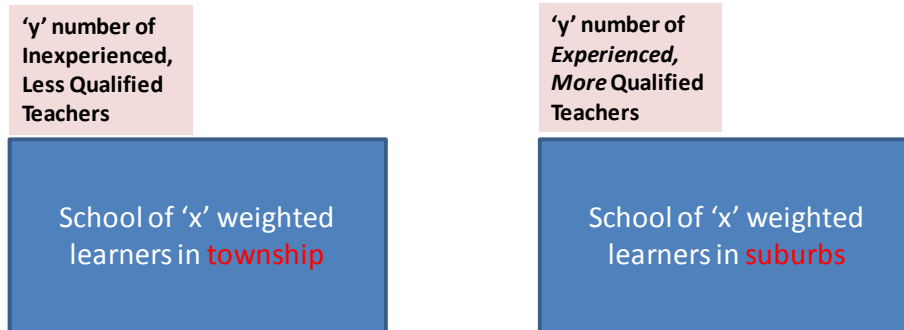 ‘y’ number of
Inexperienced,
Less Qualified
Teachers
School of ‘x’ weighted
learners in township
‘y’ number of
Experienced,
More Qualified
Teachers
School of ‘x’ weighted
learners in suburbs